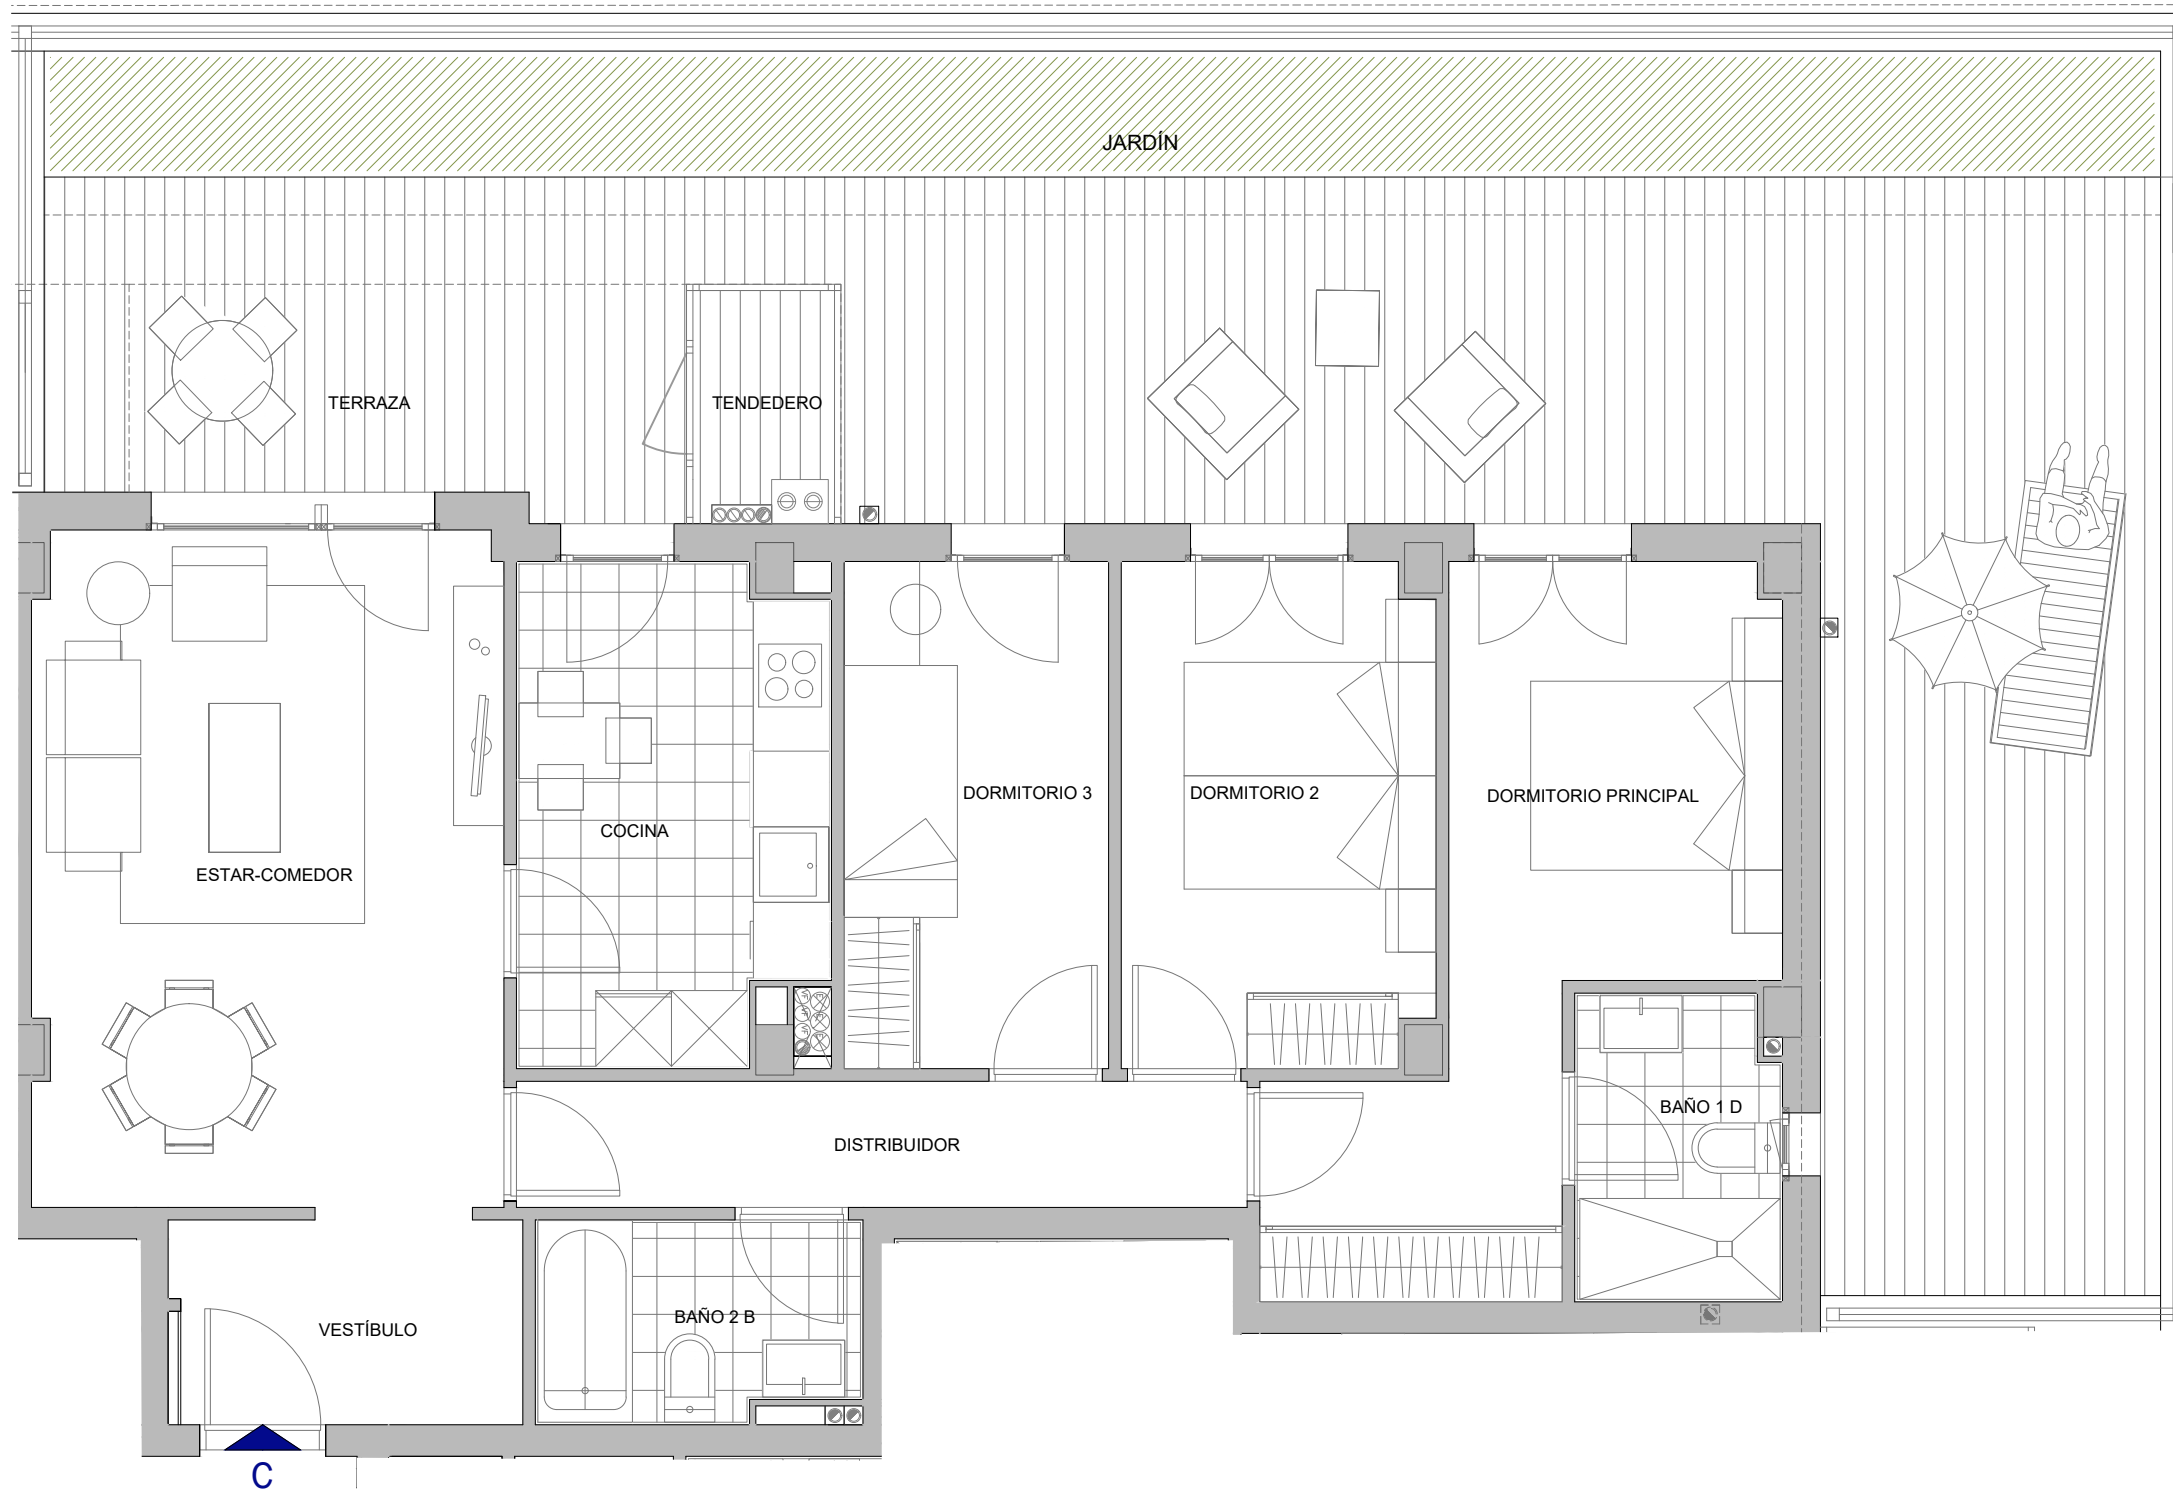 JARDÍN
TERRAZA
TENDEDERO
DORMITORIO 3
DORMITORIO 2
DORMITORIO PRINCIPAL
COCINA
ESTAR-COMEDOR
BAÑO 1 D
DISTRIBUIDOR
BAÑO 2 B
VESTÍBULO
C